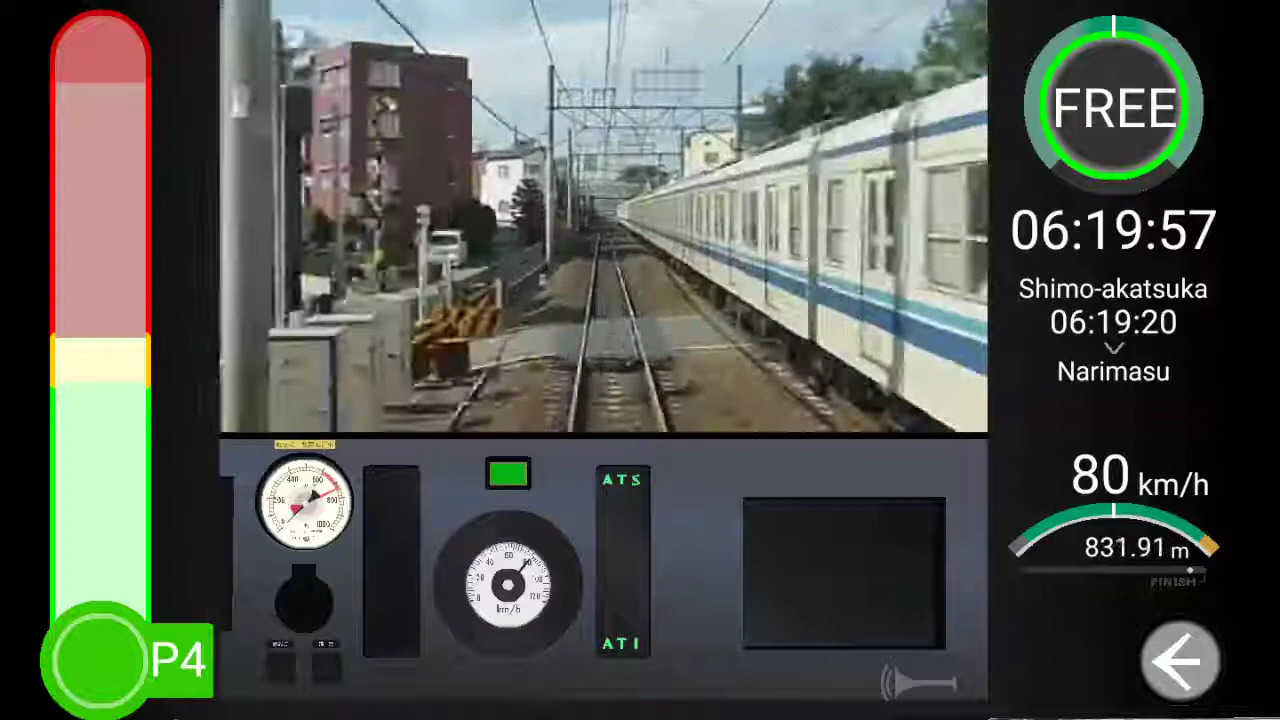 FREE
06:19:57
Shimo-akatsuka
06:19:20
Narimasu
80 km/h
831.91 m
FINISH
P4
ATS
ATI
km/h